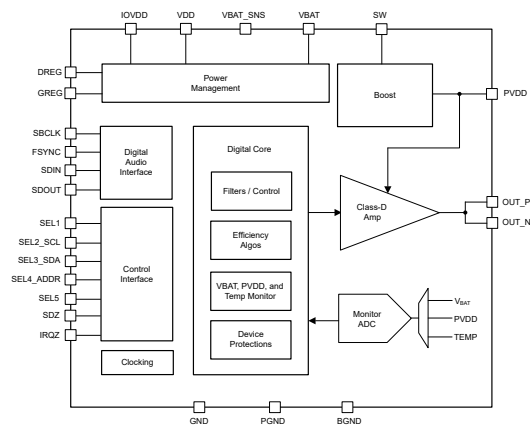 IOVDD
VDD
VBAT_SNS
VBAT
SW
DREG
GREG
Power
Management
Boost
PVDD
SBCLK
FSYNC
SDIN
SDOUT
Digital
Audio
Interface
Digital Core
Filters / Control
Efficiency
Algos
VBAT, PVDD, and
Temp Monitor
Device
Protections
Class-D
Amp
OUT_P
OUT_N
SEL1
SEL2_SCL
SEL3_SDA
SEL4_ADDR
SEL5
SDZ
IRQZ
Control
Interface
Clocking
Monitor
ADC
VBAT
PVDD
TEMP
GND
PGND
BGND